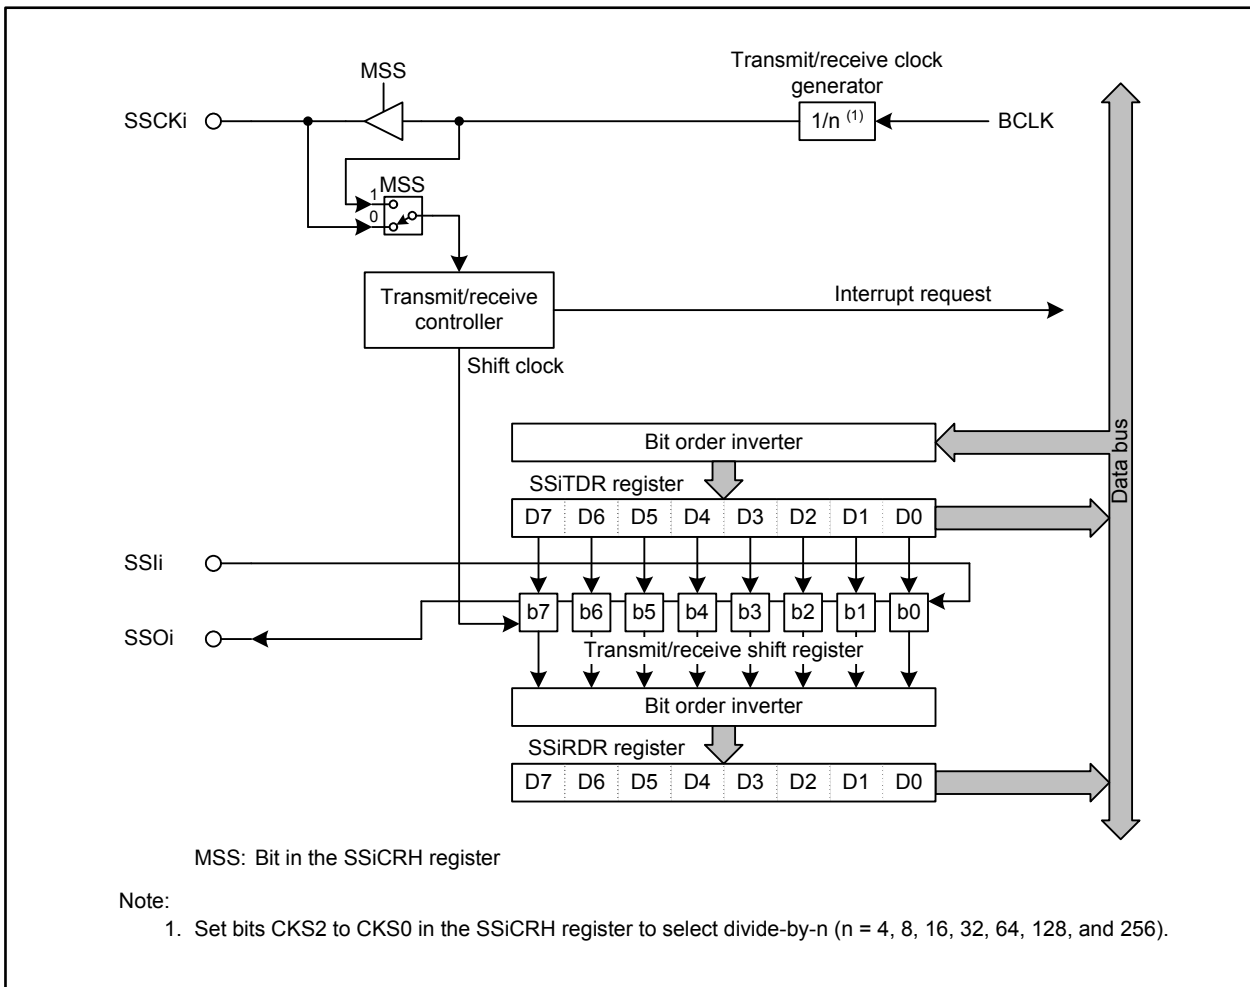 Transmit/receive clock
generator
MSS
SSCKi
1/n (1)
BCLK
MSS
1
0
Transmit/receive
controller
Interrupt request
Shift clock
Data bus
Bit order inverter
SSiTDR register
D7 D6 D5 D4 D3 D2 D1 D0
SSIi
b7 b6 b5 b4 b3 b2 b1 b0
SSOi
Transmit/receive shift register
Bit order inverter
SSiRDR register
D7 D6 D5 D4 D3 D2 D1 D0
MSS: Bit in the SSiCRH register
Note:
1. Set bits CKS2 to CKS0 in the SSiCRH register to select divide-by-n (n = 4, 8, 16, 32, 64, 128, and 256).